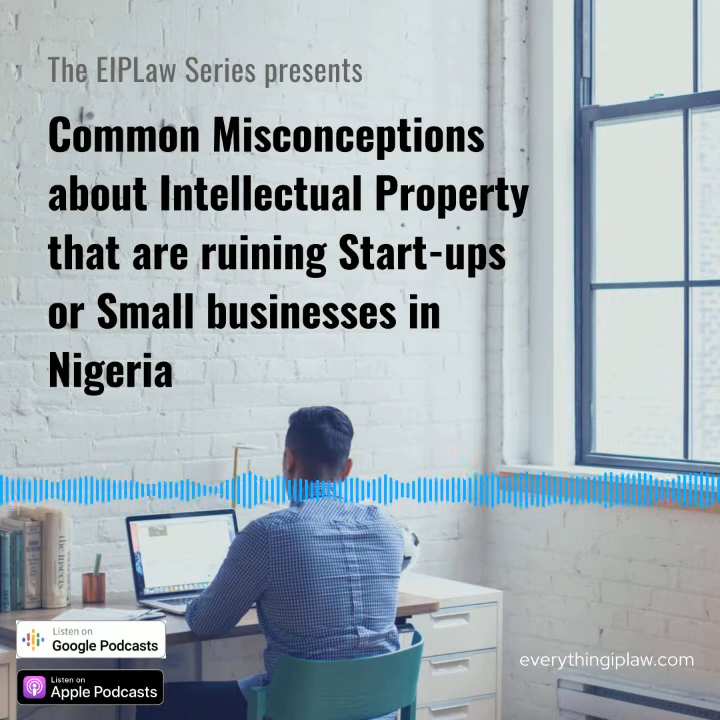 The EIPLaw Series presents
Common Misconceptions
about Intellectual Property
that are ruining Start-ups
or Small businesses in
Nigeria
Listen on
Google Podcasts
Listen on
Apple Podcasts
everythingiplaw.com